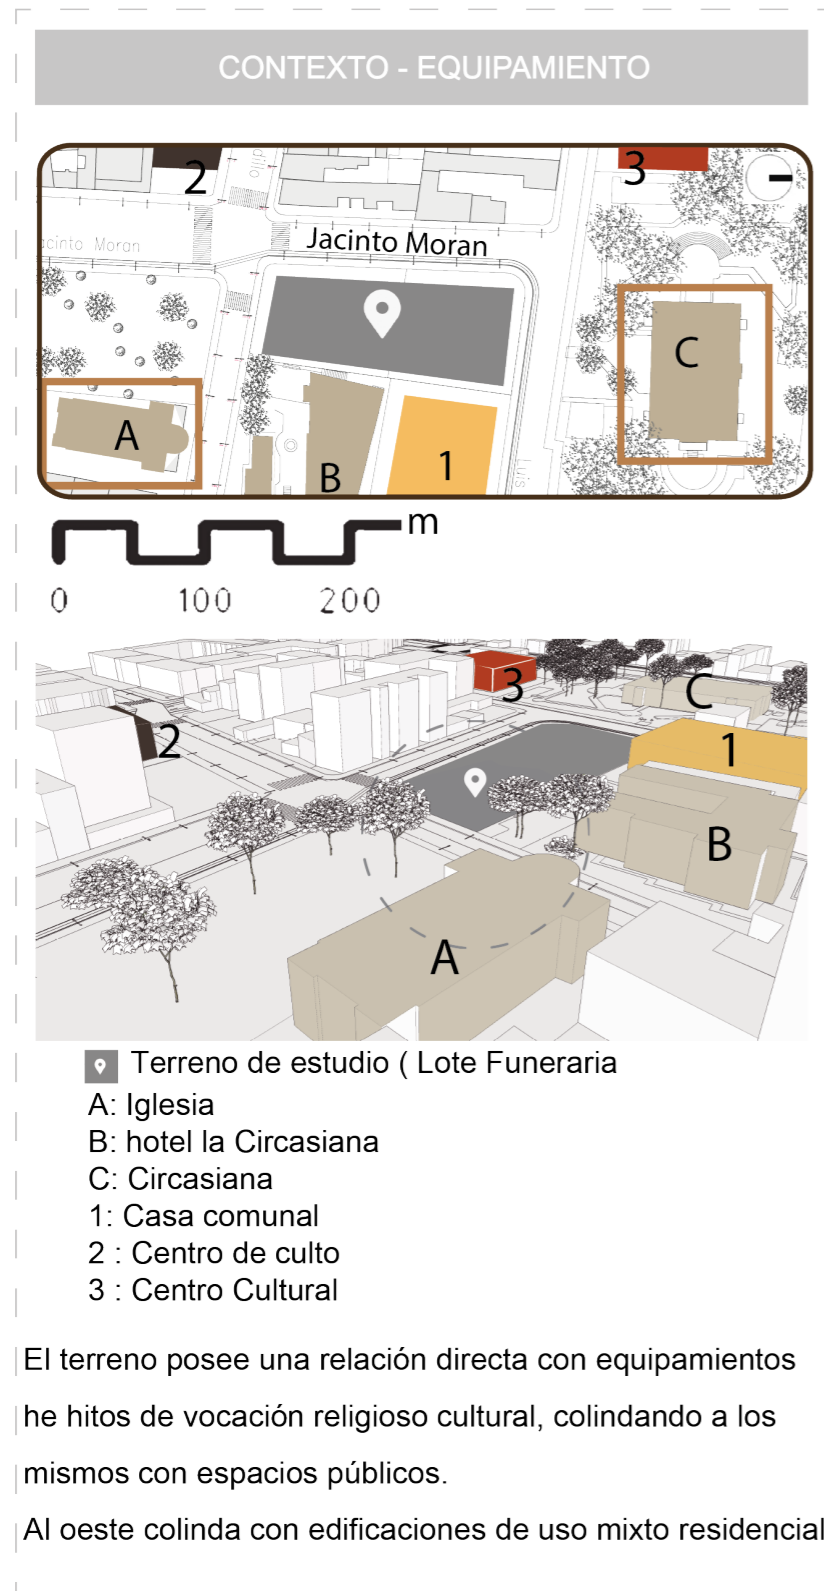 CONTEXTO - EQUIPAMIENTO
2
3
Jacinto Moran
Jacinto Moran
C
A
B
1
Luis
m
0 100 200
3
C
2
1
B
A
Terreno de estudio ( Lote Funeraria
A: Iglesia
B: hotel la Circasiana
C: Circasiana
1: Casa comunal
2 : Centro de culto
3 : Centro Cultural
El terreno posee una relación directa con equipamientos
he hitos de vocación religioso cultural, colindando a los
mismos con espacios públicos.
Al oeste colinda con edificaciones de uso mixto residencial